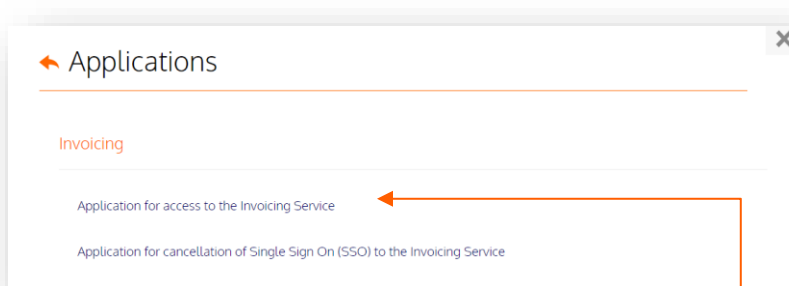 Applications
Invoicing
Application for access to the Invoicing Service
Application for cancellation of Single Sign On (SSO) to the Invoicing Service